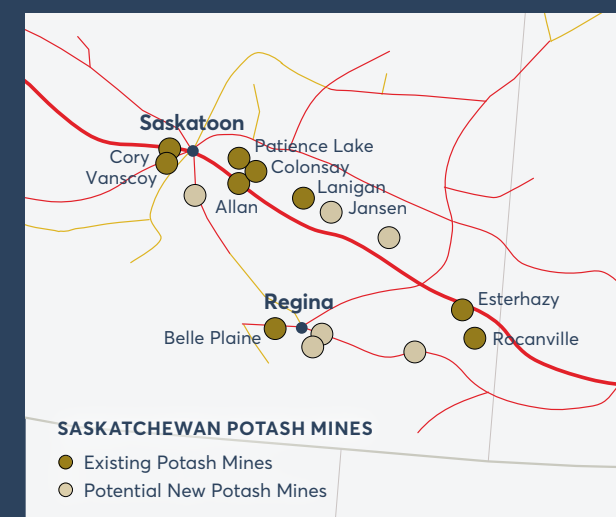 Saskatoon
Patience Lake
Cory
Colonsay
Vanscoy
Lanigan
Allan
Jansen
Regina
Esterhazy
Belle Plaine
Rocanville
SASKATCHEWAN POTASH MINES
Existing Potash Mines
Potential New Potash Mines